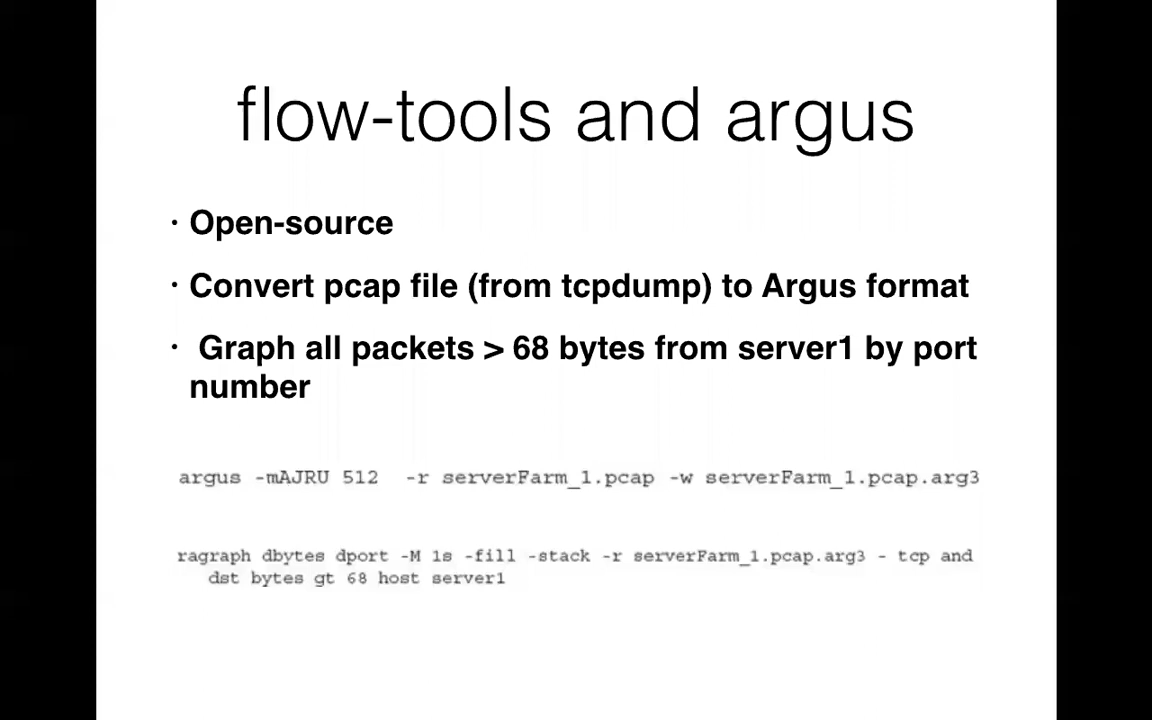 flow-tools and argus
• Open-source
• Convert pcap file (from tcpdump) to Argus format
• Graph all packets > 68 bytes from server1 by port
number
argus -mAJRU 512 -r serverFarm_1.pcap -w serverFarm_1.pcap.arg3
ragraph dbytes dport -M 1s -fill -stack -r serverFarm_1.pcap.arg3 - tcp and
dst bytes gt 68 host server1